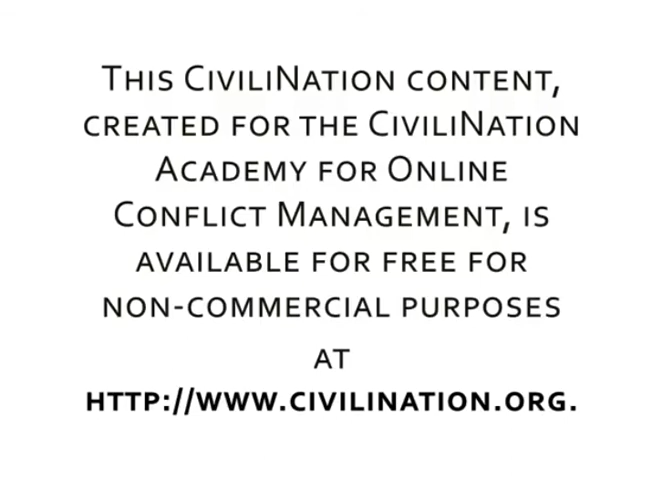 This CiviliNation content,
created for the CiviliNation
Academy for Online
Conflict Management, is
available for free for
non-commercial purposes
at
http://www.civilination.org.